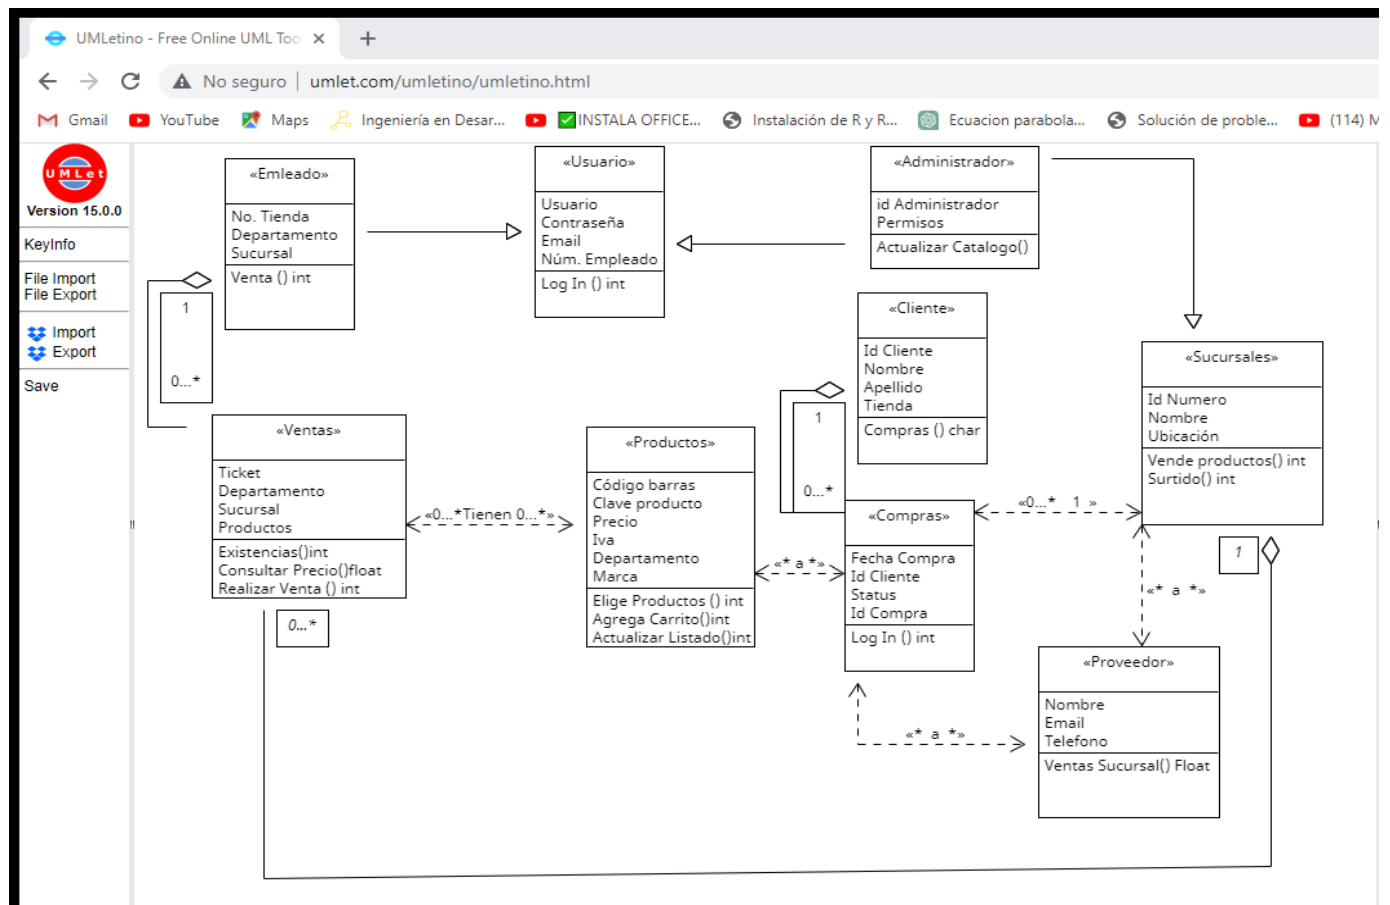 UMLetino - Free Online UML Too
No seguro | umlet.com/umletino/umletino.html
Gmail YouTube Maps Ingeniería en Desar... INSTALA OFFICE... Instalación de R y R... Ecuacion parabola... Solución de proble... (114) M
UMLet
Version 15.0.0
KeyInfo
File Import
File Export
Import
Export
Save
«Emleado»
No. Tienda
Departamento
Sucursal
Venta () int
«Usuario»
Usuario
Contraseña
Email
Núm. Empleado
Log In () int
«Administrador»
id Administrador
Permisos
Actualizar Catalogo()
1
0...*
«Cliente»
Id Cliente
Nombre
Apellido
Tienda
Compras () char
1
0...*
«Sucursales»
Id Numero
Nombre
Ubicación
Vende productos() int
Surtido() int
«Ventas»
Ticket
Departamento
Sucursal
Productos
Existencias()int
Consultar Precio()float
Realizar Venta () int
0...*
«0...*Tienen 0...*»
«Productos»
Código barras
Clave producto
Precio
Iva
Departamento
Marca
Elige Productos () int
Agrega Carrito()int
Actualizar Listado()int
«* a *»
«Compras»
Fecha Compra
Id Cliente
Status
Id Compra
Log In () int
«0...* 1 »
1
«* a *»
«* a *»
«Proveedor»
Nombre
Email
Telefono
Ventas Sucursal() Float